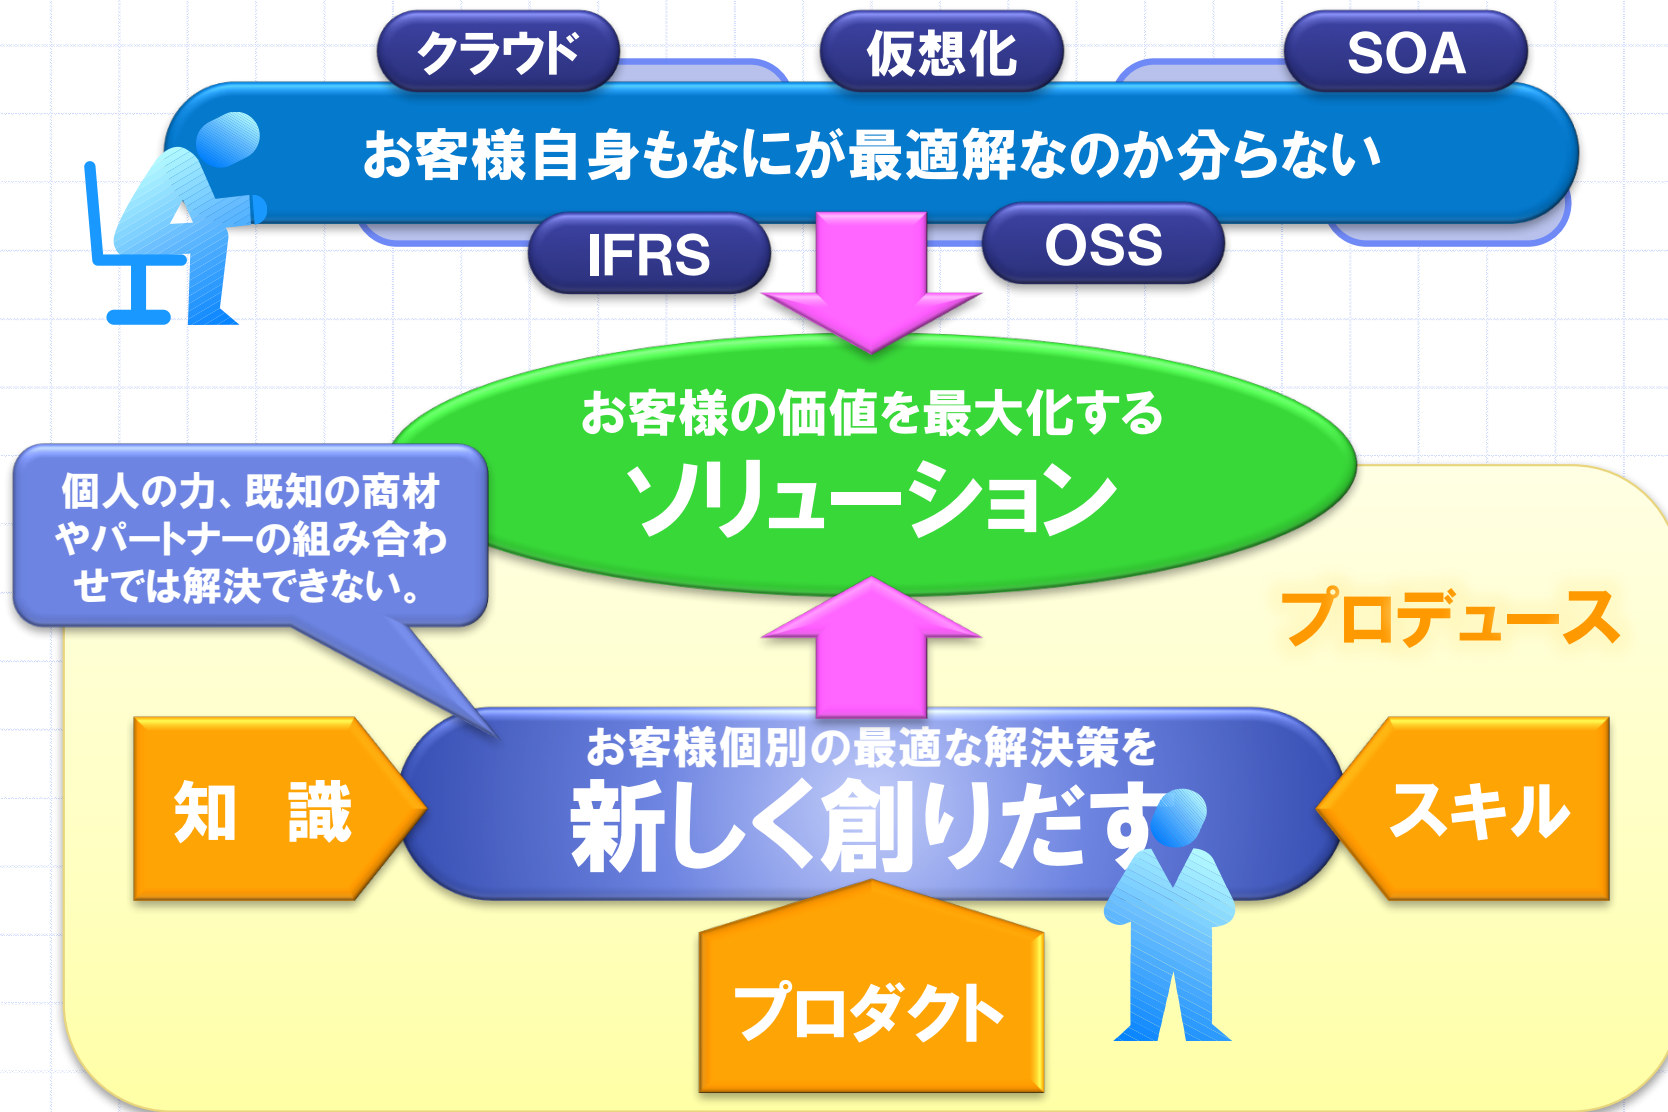 クラウド
仮想化
SOA
お客様自身もなにが最適解なのか分らない
IFRS
OSS
お客様の価値を最大化する
ソリューション
個人の力、既知の商材
やパートナーの組み合わ
せでは解決できない。
プロデュース
お客様個別の最適な解決策を
新しく創りだす
知　識
スキル
プロダクト